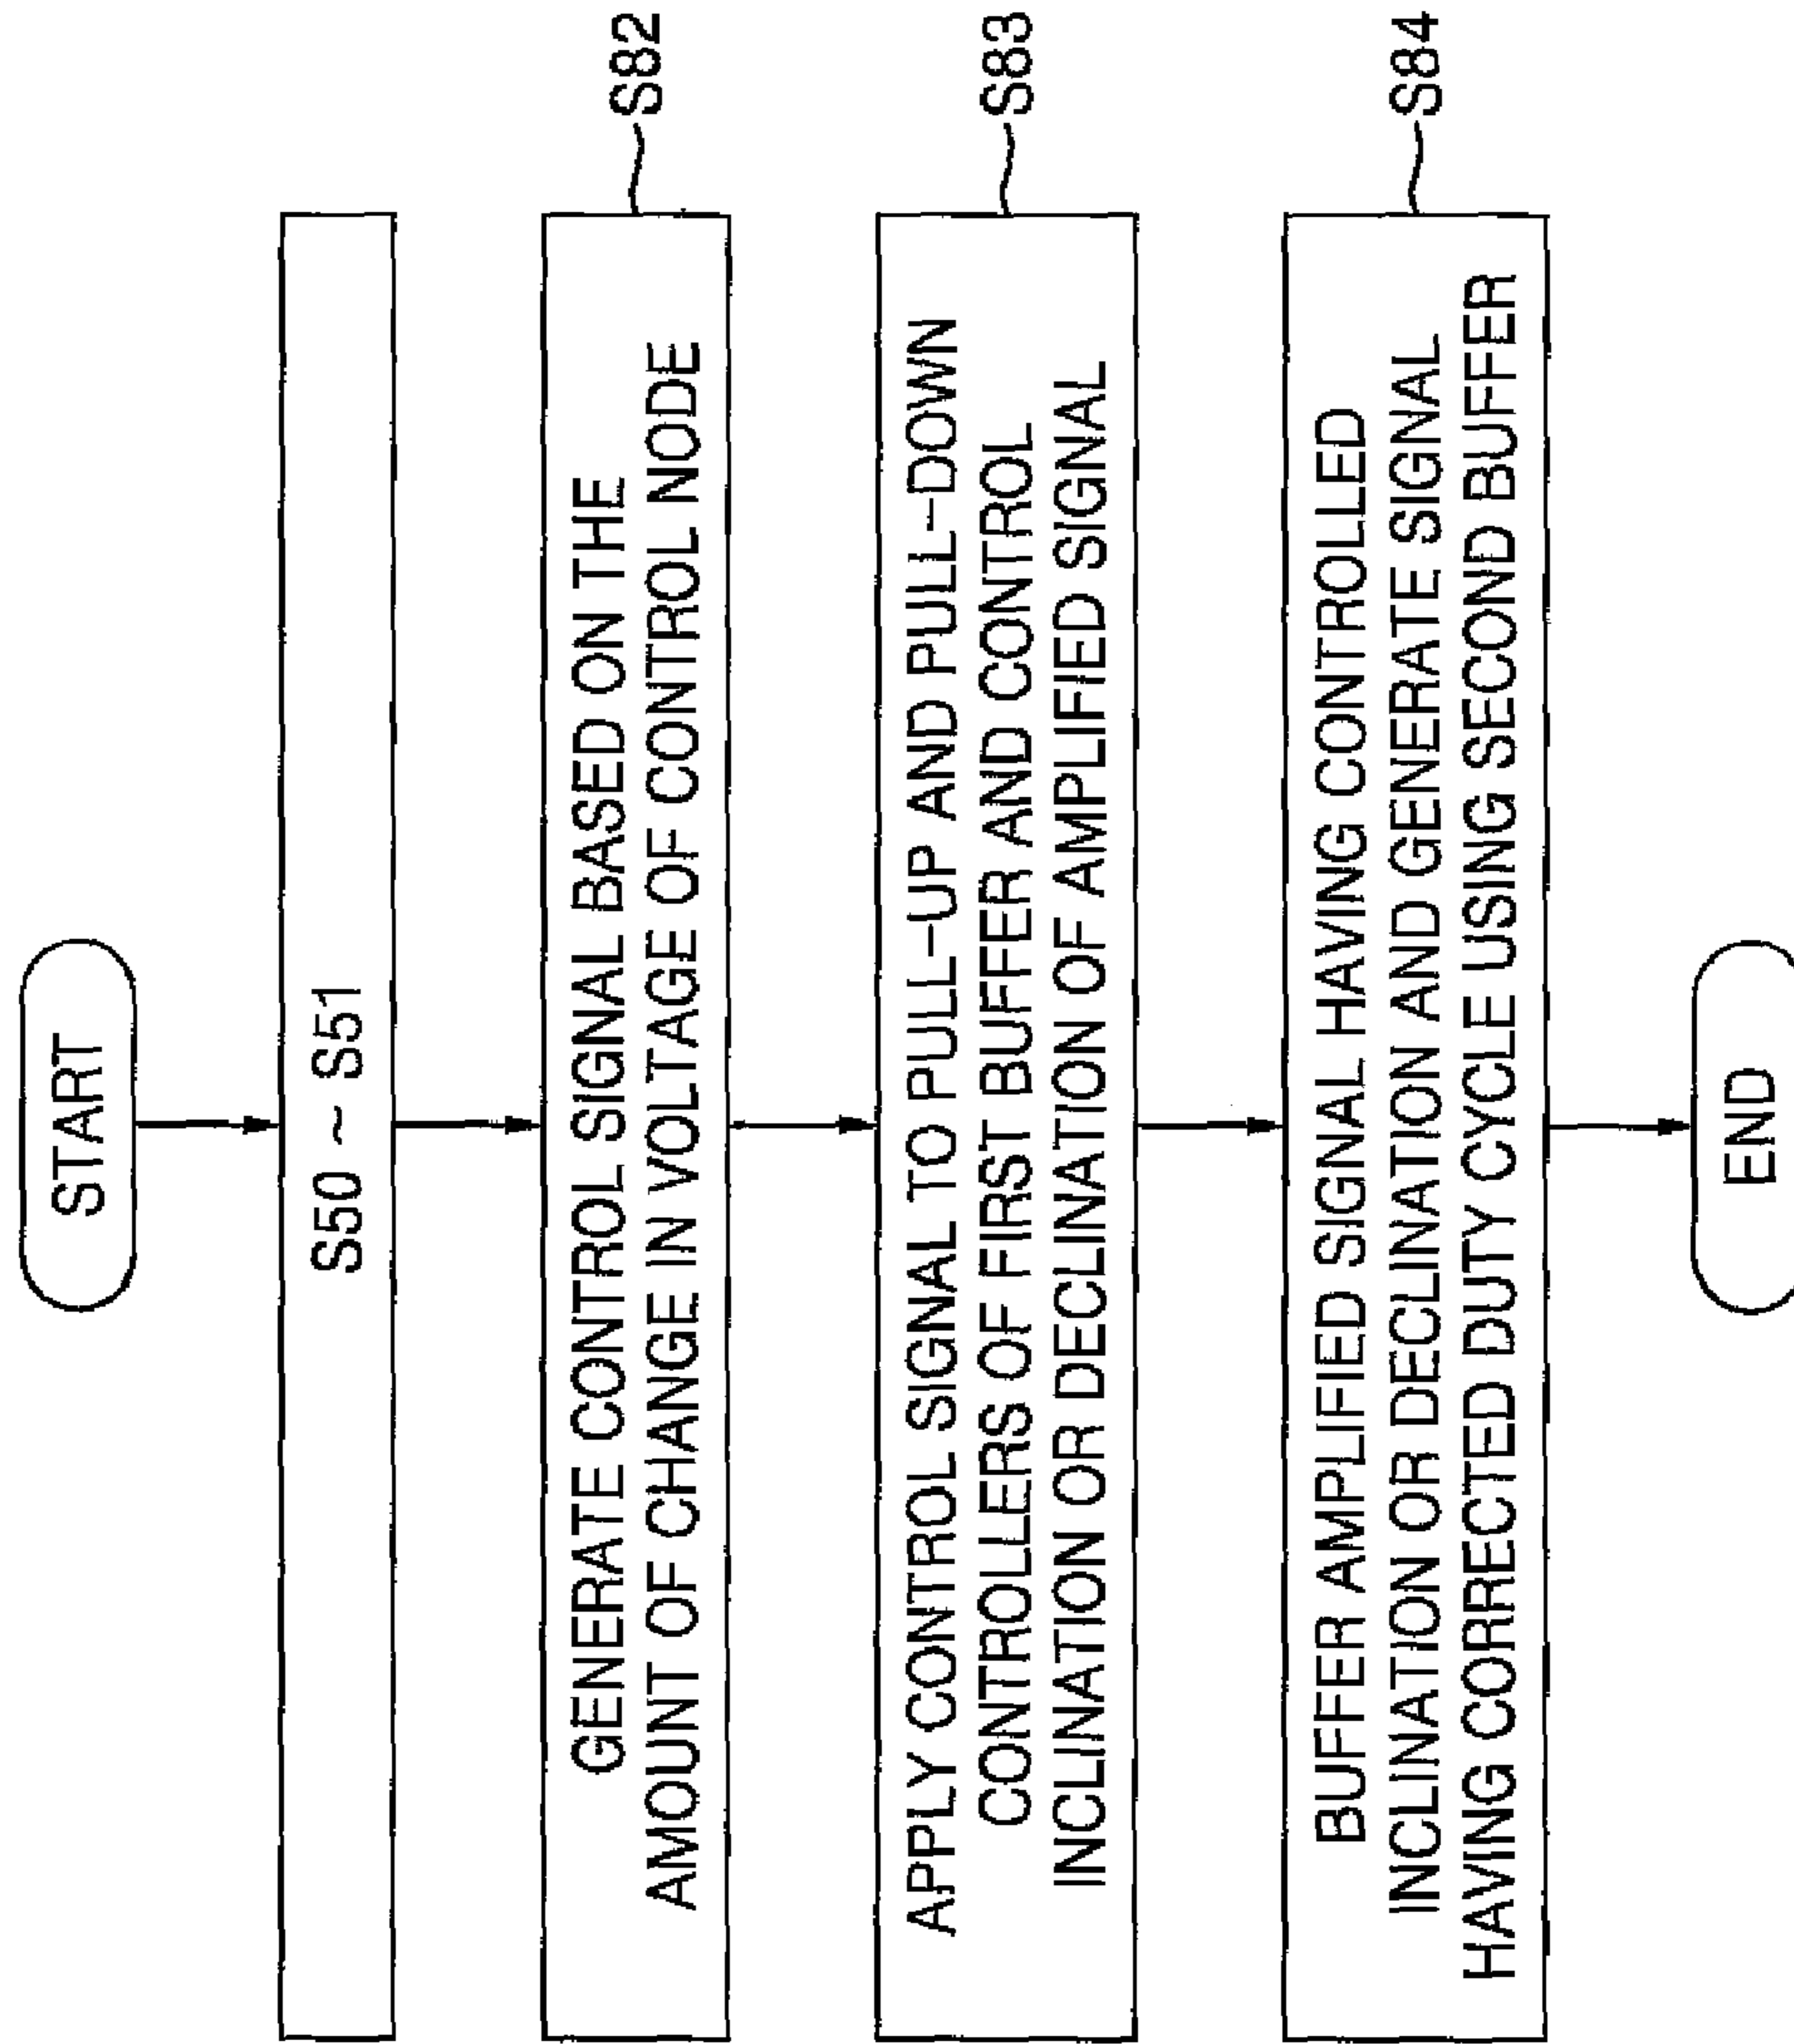 START
S50 ~ S51
GENERATE CONTROL SIGNAL BASED ON THE
AMOUNT OF CHANGE IN VOLTAGE OF CONTROL NODE
S82
APPLY CONTROL SIGNAL TO PULL-UP AND PULL-DOWN
CONTROLLERS OF FIRST BUFFER AND CONTROL
INCLINATION OR DECLINATION OF AMPLIFIED SIGNAL
S83
BUFFER AMPLIFIED SIGNAL HAVING CONTROLLED
INCLINATION OR DECLINATION AND GENERATE SIGNAL
HAVING CORRECTED DUTY CYCLE USING SECOND BUFFER
S84
END